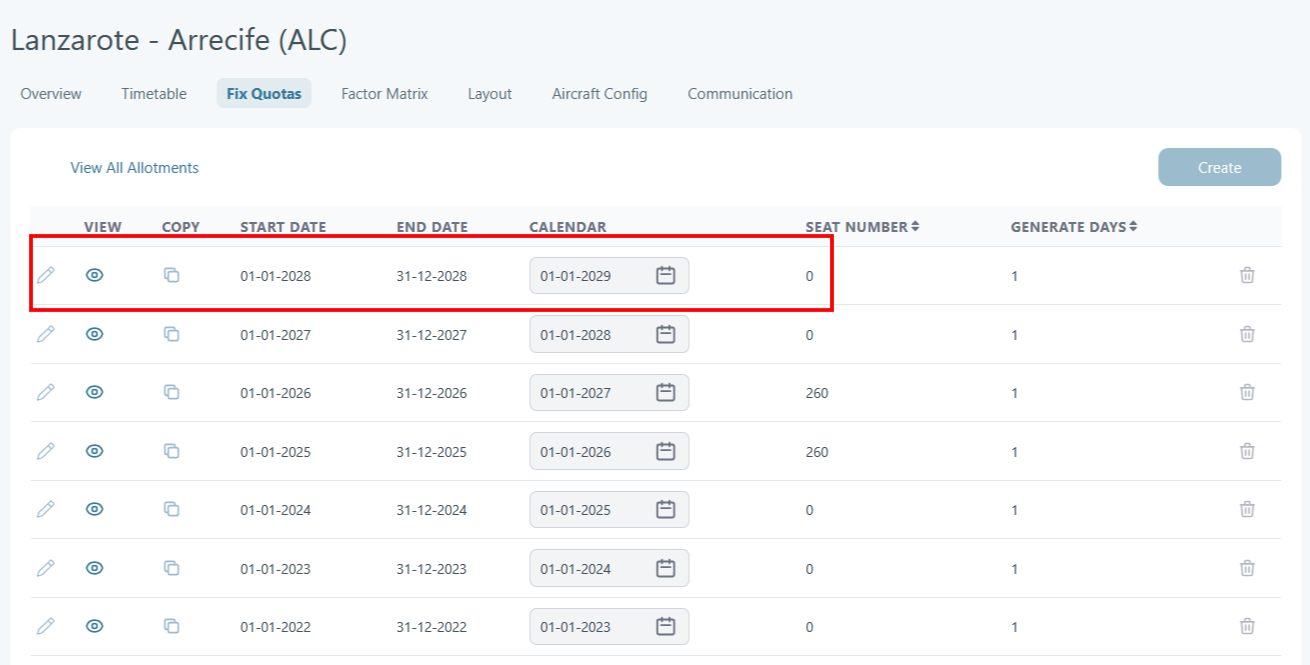 Lanzarote - Arrecife (ALC)
Overview Timetable Fix Quotas Factor Matrix Layout Aircraft Config Communication
View All Allotments Create
VIEW COPY START DATE END DATE CALENDAR SEAT NUMBER GENERATE DAYS
01-01-2028 31-12-2028 01-01-2029 0 1
01-01-2027 31-12-2027 01-01-2028 0 1
01-01-2026 31-12-2026 01-01-2027 260 1
01-01-2025 31-12-2025 01-01-2026 260 1
01-01-2024 31-12-2024 01-01-2025 0 1
01-01-2023 31-12-2023 01-01-2024 0 1
01-01-2022 31-12-2022 01-01-2023 0 1